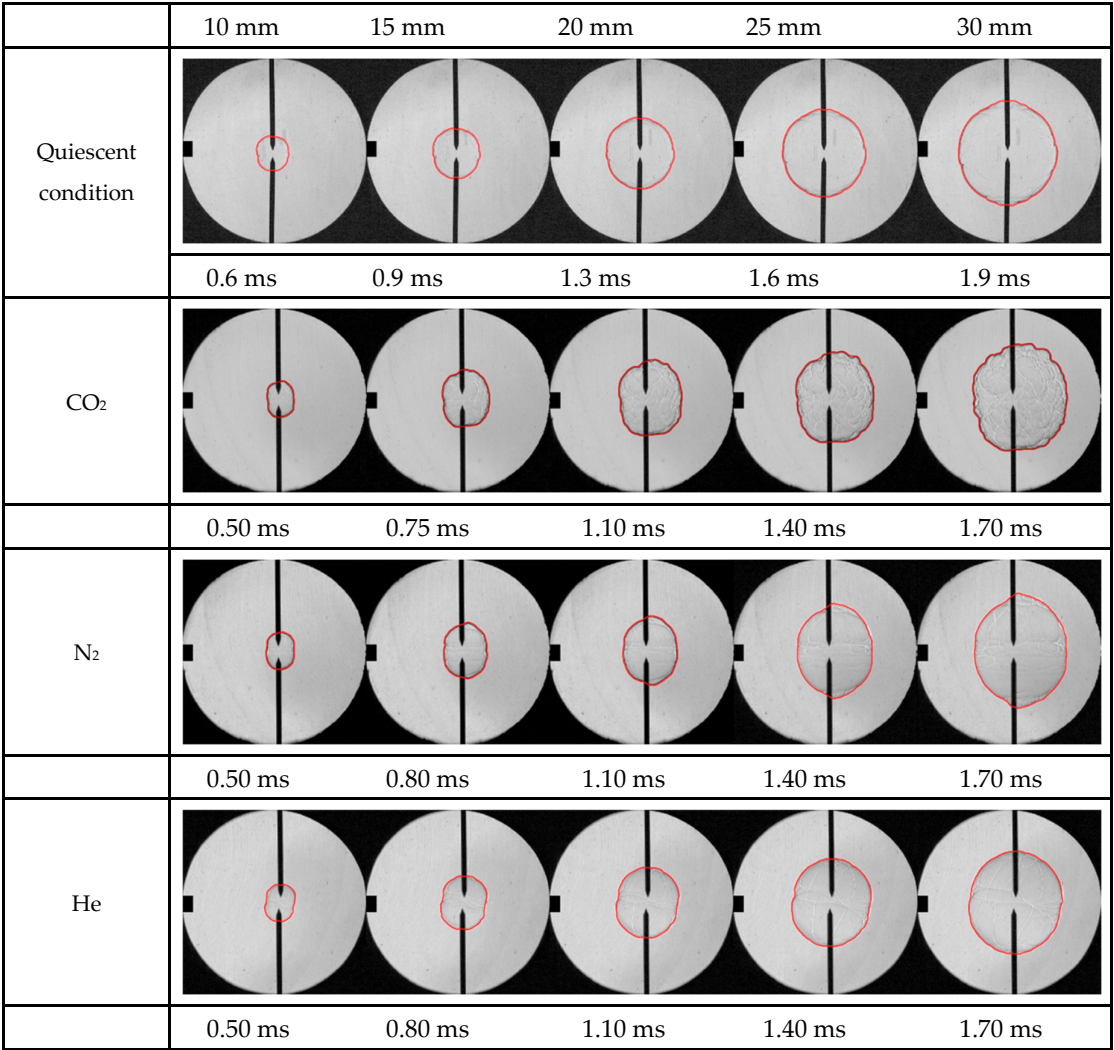 10 mm 15 mm 20 mm 25 mm 30 mm
Quiescent
condition
0.6 ms 0.9 ms 1.3 ms 1.6 ms 1.9 ms
CO₂
0.50 ms 0.75 ms 1.10 ms 1.40 ms 1.70 ms
N₂
0.50 ms 0.80 ms 1.10 ms 1.40 ms 1.70 ms
He
0.50 ms 0.80 ms 1.10 ms 1.40 ms 1.70 ms